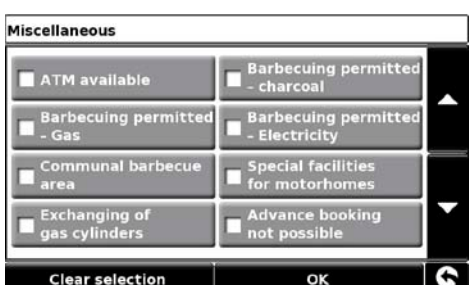 Miscellaneous
ATM available
Barbecuing permitted
- charcoal
Barbecuing permitted
- Gas
Barbecuing permitted
- Electricity
Communal barbecue
area
Special facilities
for motorhomes
Exchanging of
gas cylinders
Advance booking
not possible
Clear selection
OK